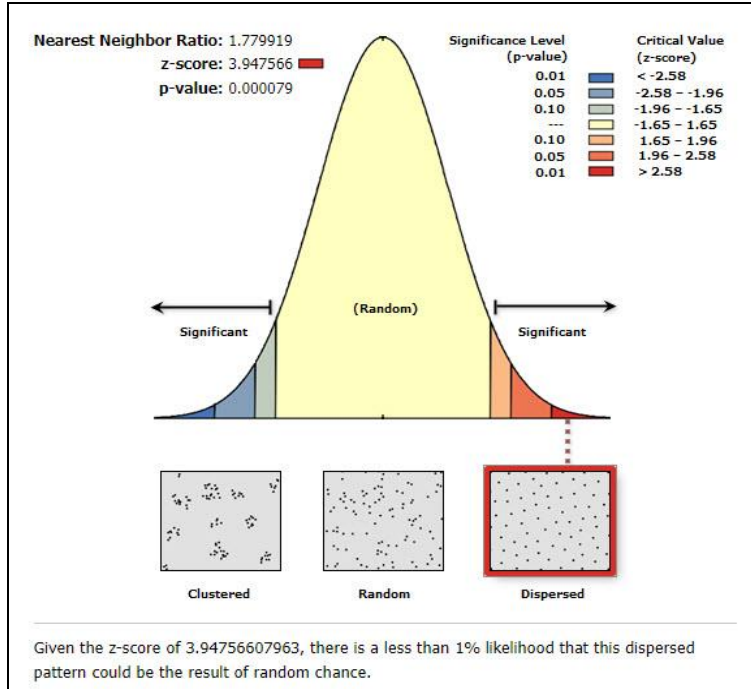 Nearest Neighbor Ratio: 1.779919
z-score: 3.947566
p-value: 0.000079
Significance Level
(p-value)
Critical Value
(z-score)
0.01 < -2.58
0.05 -2.58 – -1.96
0.10 -1.96 – -1.65
--- -1.65 – 1.65
0.10 1.65 – 1.96
0.05 1.96 – 2.58
0.01 > 2.58
(Random)
Significant Significant
Clustered Random Dispersed
Given the z-score of 3.94756607963, there is a less than 1% likelihood that this dispersed
pattern could be the result of random chance.